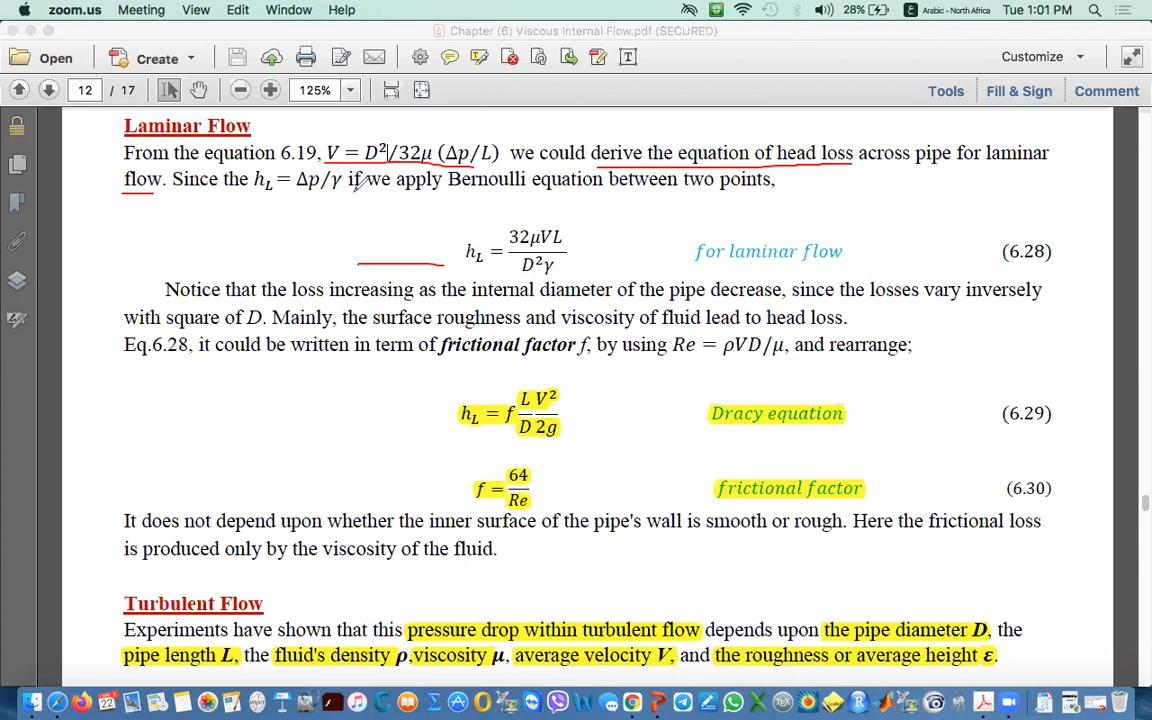 zoom.us Meeting View Edit Window Help 28% Arabic - North Africa Tue 1:01 PM
Chapter (6) Viscous Internal Flow.pdf (SECURED)
Open Create Customize
12 / 17 125% Tools Fill & Sign Comment
Laminar Flow
From the equation 6.19, V = D²/32μ (Δp/L) we could derive the equation of head loss across pipe for laminar
flow. Since the h_L = Δp/γ if we apply Bernoulli equation between two points,
h_L = 32μVL / D²γ for laminar flow (6.28)
Notice that the loss increasing as the internal diameter of the pipe decrease, since the losses vary inversely
with square of D. Mainly, the surface roughness and viscosity of fluid lead to head loss.
Eq.6.28, it could be written in term of frictional factor f, by using Re = ρVD/μ, and rearrange;
h_L = f L/D V²/2g Dracy equation (6.29)
f = 64/Re frictional factor (6.30)
It does not depend upon whether the inner surface of the pipe's wall is smooth or rough. Here the frictional loss
is produced only by the viscosity of the fluid.
Turbulent Flow
Experiments have shown that this pressure drop within turbulent flow depends upon the pipe diameter D, the
pipe length L, the fluid's density ρ,viscosity μ, average velocity V, and the roughness or average height ε.